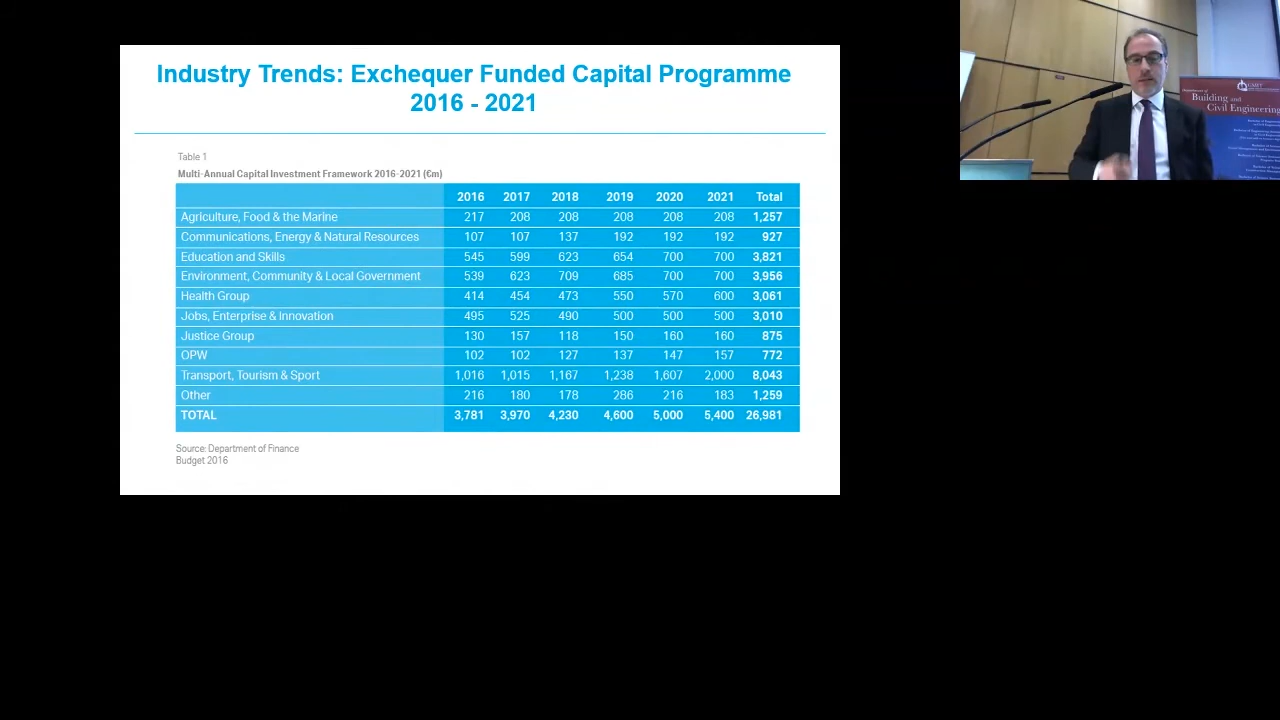 Industry Trends: Exchequer Funded Capital Programme
2016 - 2021
Table 1
Multi-Annual Capital Investment Framework 2016-2021 (€m)
2016 2017 2018 2019 2020 2021 Total
Agriculture, Food & the Marine 217 208 208 208 208 208 1,257
Communications, Energy & Natural Resources 107 107 137 192 192 192 927
Education and Skills 545 599 623 654 700 700 3,821
Environment, Community & Local Government 539 623 709 685 700 700 3,956
Health Group 414 454 473 550 570 600 3,061
Jobs, Enterprise & Innovation 495 525 490 500 500 500 3,010
Justice Group 130 157 118 150 160 160 875
OPW 102 102 127 137 147 157 772
Transport, Tourism & Sport 1,016 1,015 1,167 1,238 1,607 2,000 8,043
Other 216 180 178 286 216 183 1,259
TOTAL 3,781 3,970 4,230 4,600 5,000 5,400 26,981
Source: Department of Finance
Budget 2016
Department of
Building and
Civil Engineering